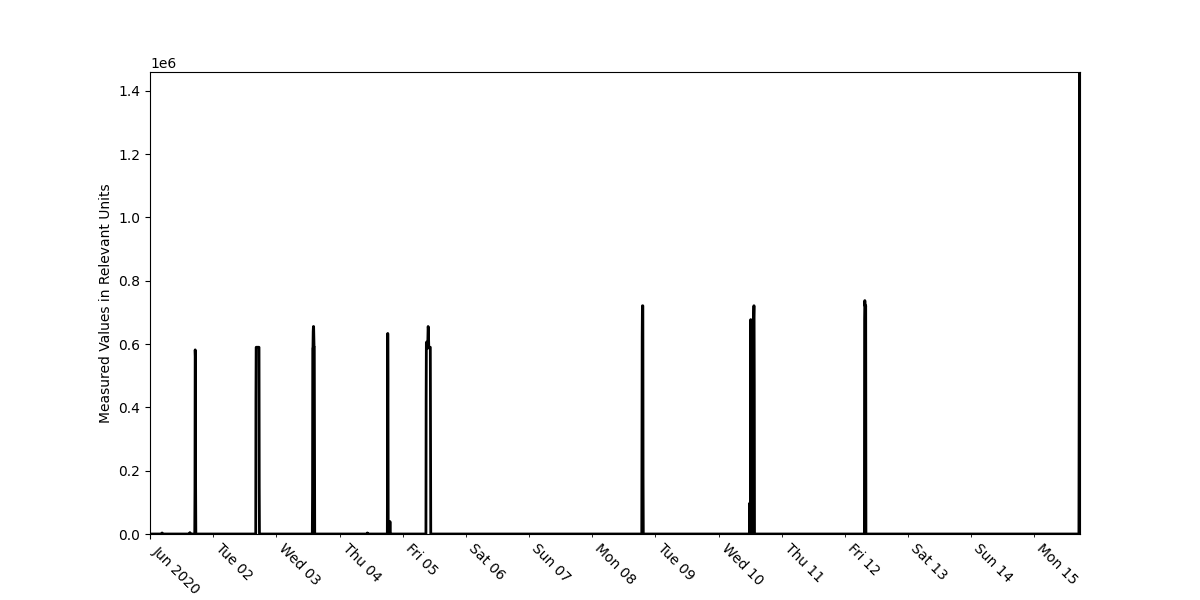 1e6
1.4
1.2
1.0
0.8
0.6
0.4
0.2
0.0
Measured Values in Relevant Units
Jun 2020
Tue 02
Wed 03
Thu 04
Fri 05
Sat 06
Sun 07
Mon 08
Tue 09
Wed 10
Thu 11
Fri 12
Sat 13
Sun 14
Mon 15